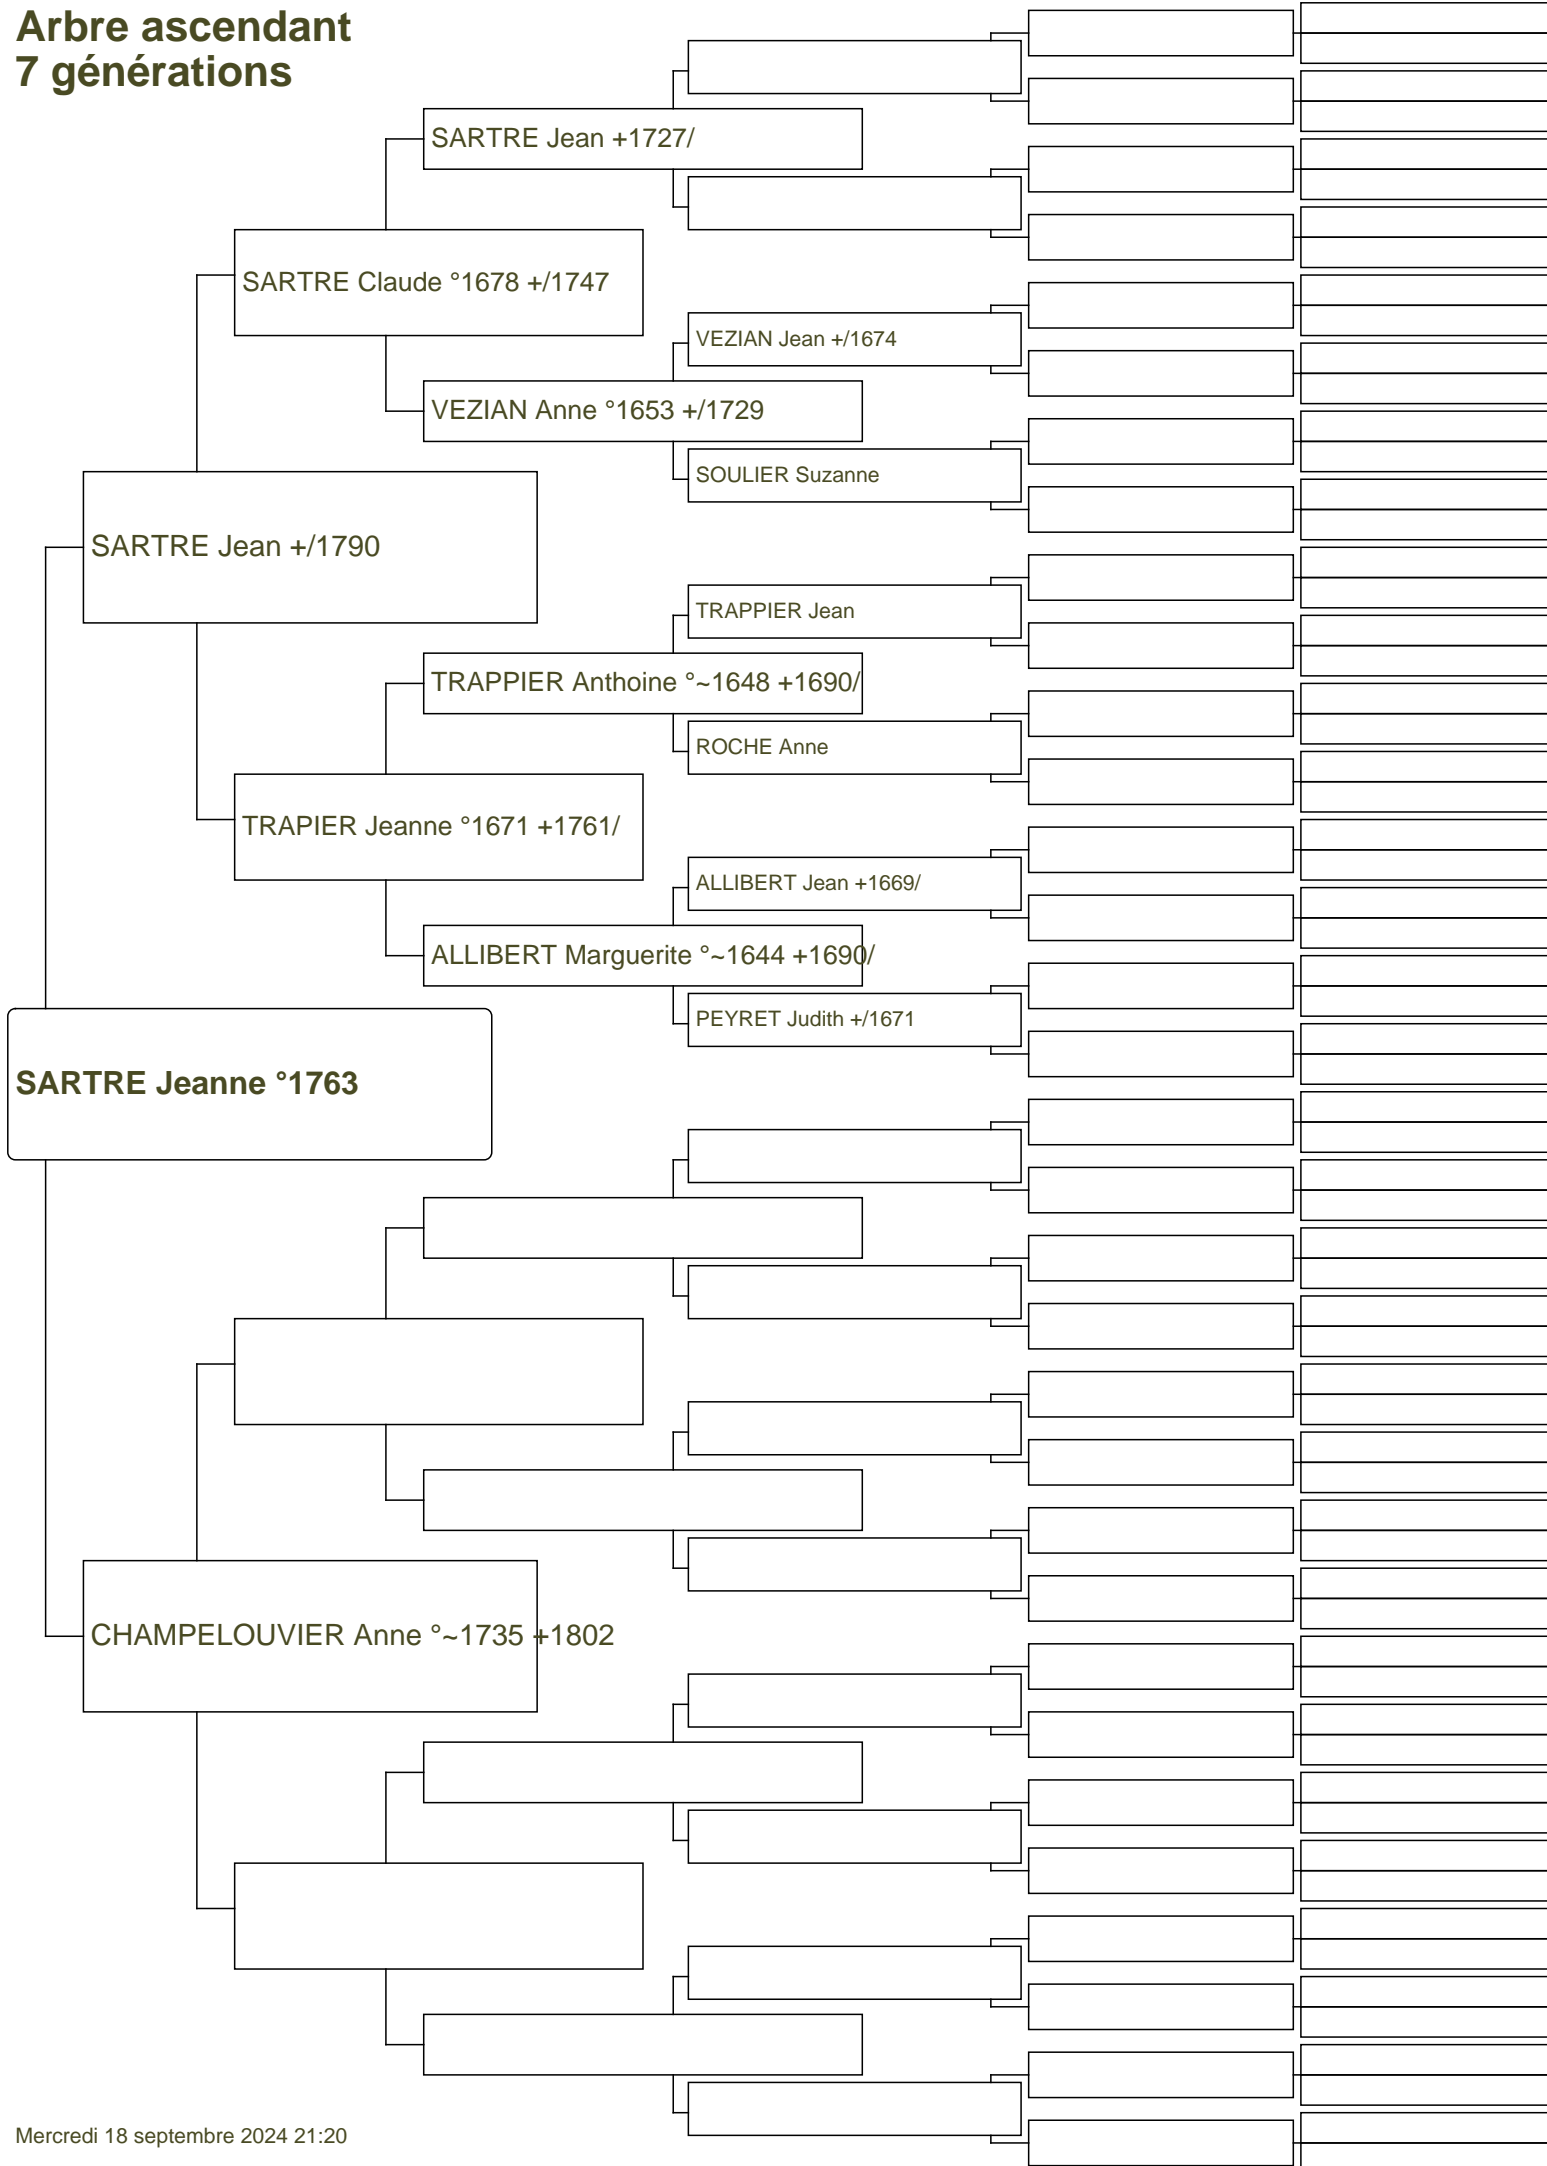 Arbre ascendant
7 générations
SARTRE Jean +1727/
SARTRE Claude °1678 +/1747
VEZIAN Jean +/1674
VEZIAN Anne °1653 +/1729
SOULIER Suzanne
SARTRE Jean +/1790
TRAPPIER Jean
TRAPPIER Anthoine °~1648 +1690/
ROCHE Anne
TRAPIER Jeanne °1671 +1761/
ALLIBERT Jean +1669/
ALLIBERT Marguerite °~1644 +1690/
PEYRET Judith +/1671
SARTRE Jeanne °1763
CHAMPELOUVIER Anne °~1735 +1802
Mercredi 18 septembre 2024 21:20